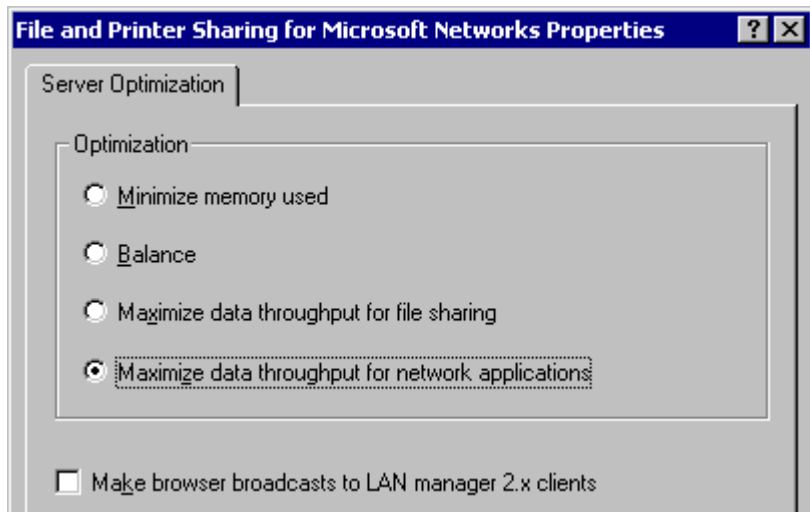 File and Printer Sharing for Microsoft Networks Properties
Server Optimization
Optimization
Minimize memory used
Balance
Maximize data throughput for file sharing
Maximize data throughput for network applications
Make browser broadcasts to LAN manager 2.x clients